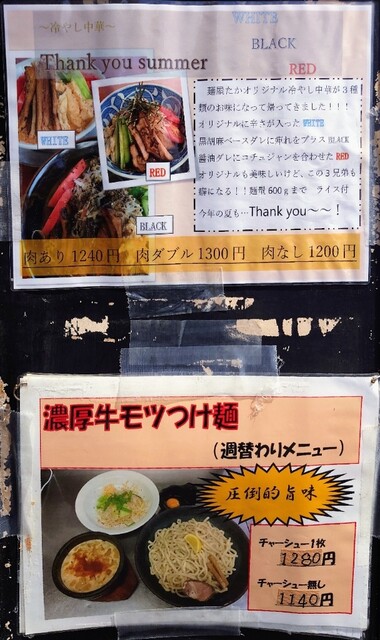 ～冷やし中華～
WHITE
BLACK
RED
Thank you summer
麺屋たかオリジナル冷やし中華が3種
類のお味になって帰ってきました!!!
オリジナルに辛さが入った WHITE
黒胡麻ベースダレに痺れをプラス BLACK
醤油ダレにコチュジャンを合わせた RED
オリジナルも美味しいけど、この3兄弟も
癖になる!!麺類600gまで ライス付
今年の夏も…Thank you～～!
WHITE
RED
BLACK
肉あり1240円 肉ダブル1300円 肉なし1200円
濃厚牛モツつけ麺
(週替わりメニュー)
圧倒的旨味
チャーシュー1枚
1280円
チャーシュー無し
1140円